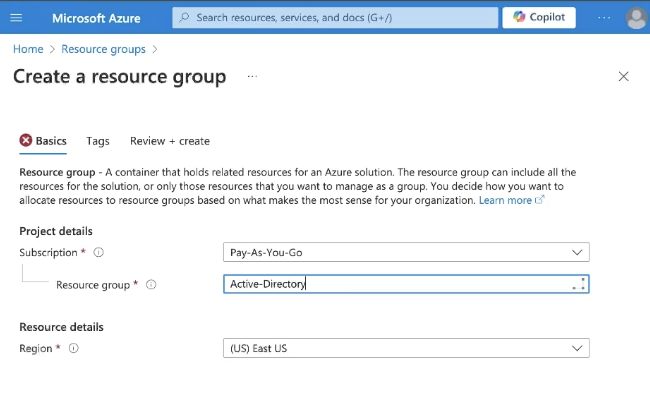 Microsoft Azure
Search resources, services, and docs (G+/)
Copilot
Home > Resource groups >
Create a resource group ...
Basics Tags Review + create
Resource group - A container that holds related resources for an Azure solution. The resource group can include all the
resources for the solution, or only those resources that you want to manage as a group. You decide how you want to
allocate resources to resource groups based on what makes the most sense for your organization. Learn more
Project details
Subscription * Pay-As-You-Go
Resource group * Active-Directory
Resource details
Region * (US) East US